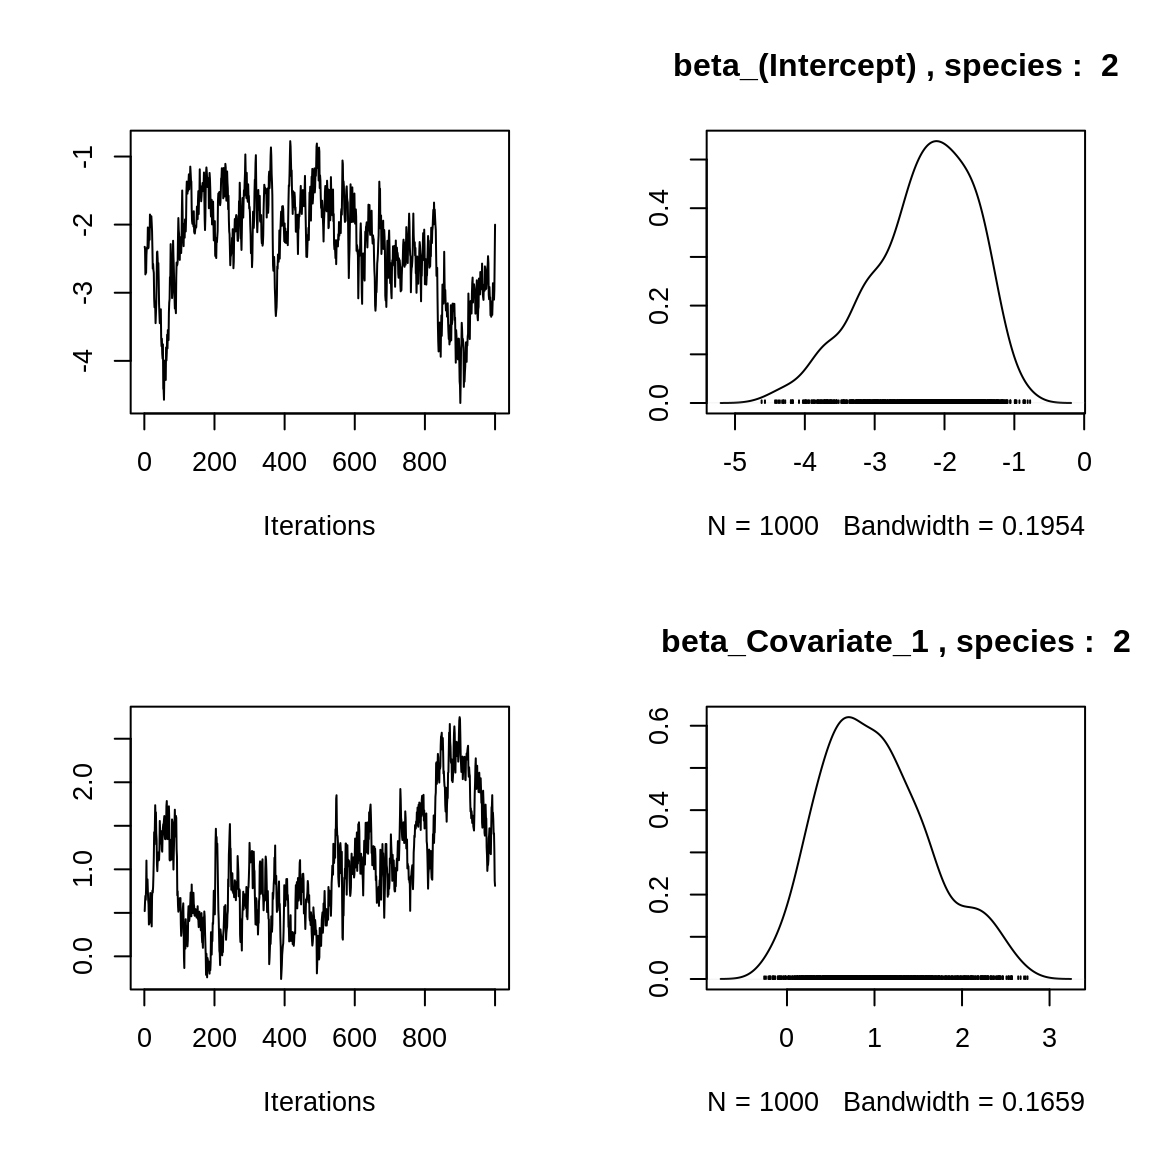 beta_(Intercept) , species :  2
-1
-2
-3
-4
0 200 400 600 800
Iterations
0.4
0.2
0.0
-5 -4 -3 -2 -1 0
N = 1000   Bandwidth = 0.1954
beta_Covariate_1 , species :  2
2.0
1.0
0.0
0 200 400 600 800
Iterations
0.6
0.4
0.2
0.0
0 1 2 3
N = 1000   Bandwidth = 0.1659